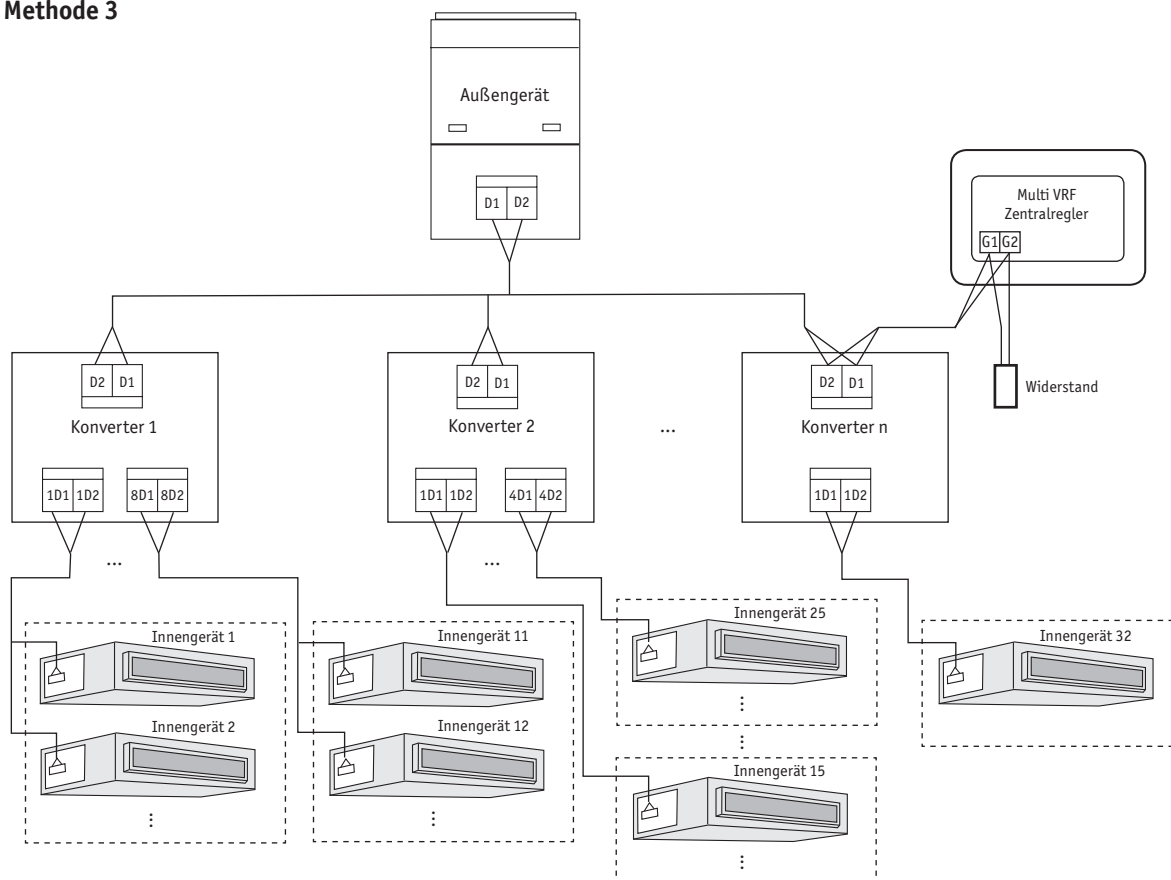 Methode 3
Außengerät
D1 D2
Multi VRF
Zentralregler
G1 G2
Widerstand
D2 D1
Konverter 1
1D1 1D2 8D1 8D2
...
D2 D1
Konverter 2
1D1 1D2 4D1 4D2
...
...
D2 D1
Konverter n
1D1 1D2
Innengerät 1
Innengerät 2
...
Innengerät 11
Innengerät 12
...
Innengerät 25
...
...
Innengerät 15
...
Innengerät 32